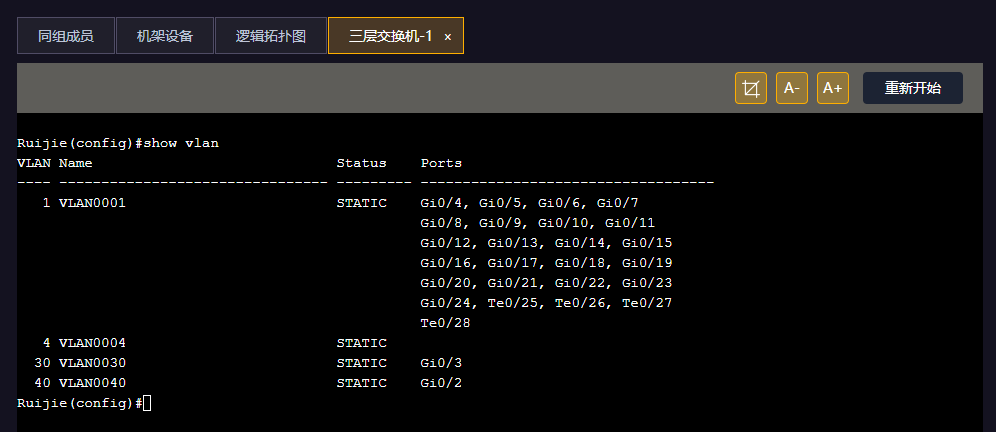 同组成员 机架设备 逻辑拓扑图 三层交换机-1 ×
A- A+ 重新开始
Ruijie(config)#show vlan
VLAN Name                             Status    Ports
---- -------------------------------- --------- -----------------------------------
   1 VLAN0001                         STATIC    Gi0/4, Gi0/5, Gi0/6, Gi0/7
                                                Gi0/8, Gi0/9, Gi0/10, Gi0/11
                                                Gi0/12, Gi0/13, Gi0/14, Gi0/15
                                                Gi0/16, Gi0/17, Gi0/18, Gi0/19
                                                Gi0/20, Gi0/21, Gi0/22, Gi0/23
                                                Gi0/24, Te0/25, Te0/26, Te0/27
                                                Te0/28
   4 VLAN0004                         STATIC
  30 VLAN0030                         STATIC    Gi0/3
  40 VLAN0040                         STATIC    Gi0/2
Ruijie(config)#